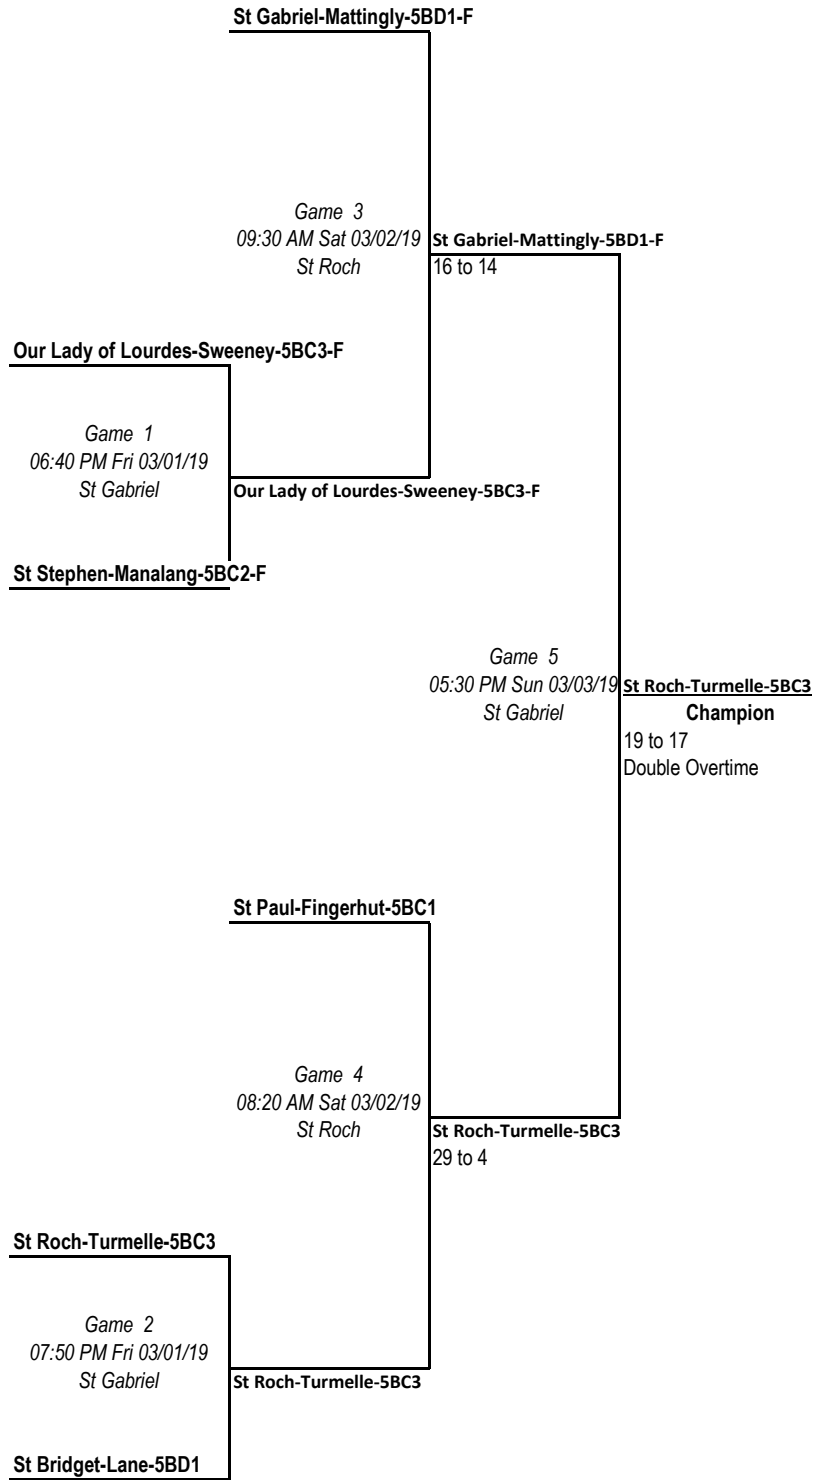 St Gabriel-Mattingly-5BD1-F
Game 3
09:30 AM Sat 03/02/19
St Roch
St Gabriel-Mattingly-5BD1-F
16 to 14
Our Lady of Lourdes-Sweeney-5BC3-F
Game 1
06:40 PM Fri 03/01/19
St Gabriel
Our Lady of Lourdes-Sweeney-5BC3-F
St Stephen-Manalang-5BC2-F
Game 5
05:30 PM Sun 03/03/19
St Gabriel
St Roch-Turmelle-5BC3
Champion
19 to 17
Double Overtime
St Paul-Fingerhut-5BC1
Game 4
08:20 AM Sat 03/02/19
St Roch
St Roch-Turmelle-5BC3
29 to 4
St Roch-Turmelle-5BC3
Game 2
07:50 PM Fri 03/01/19
St Gabriel
St Roch-Turmelle-5BC3
St Bridget-Lane-5BD1